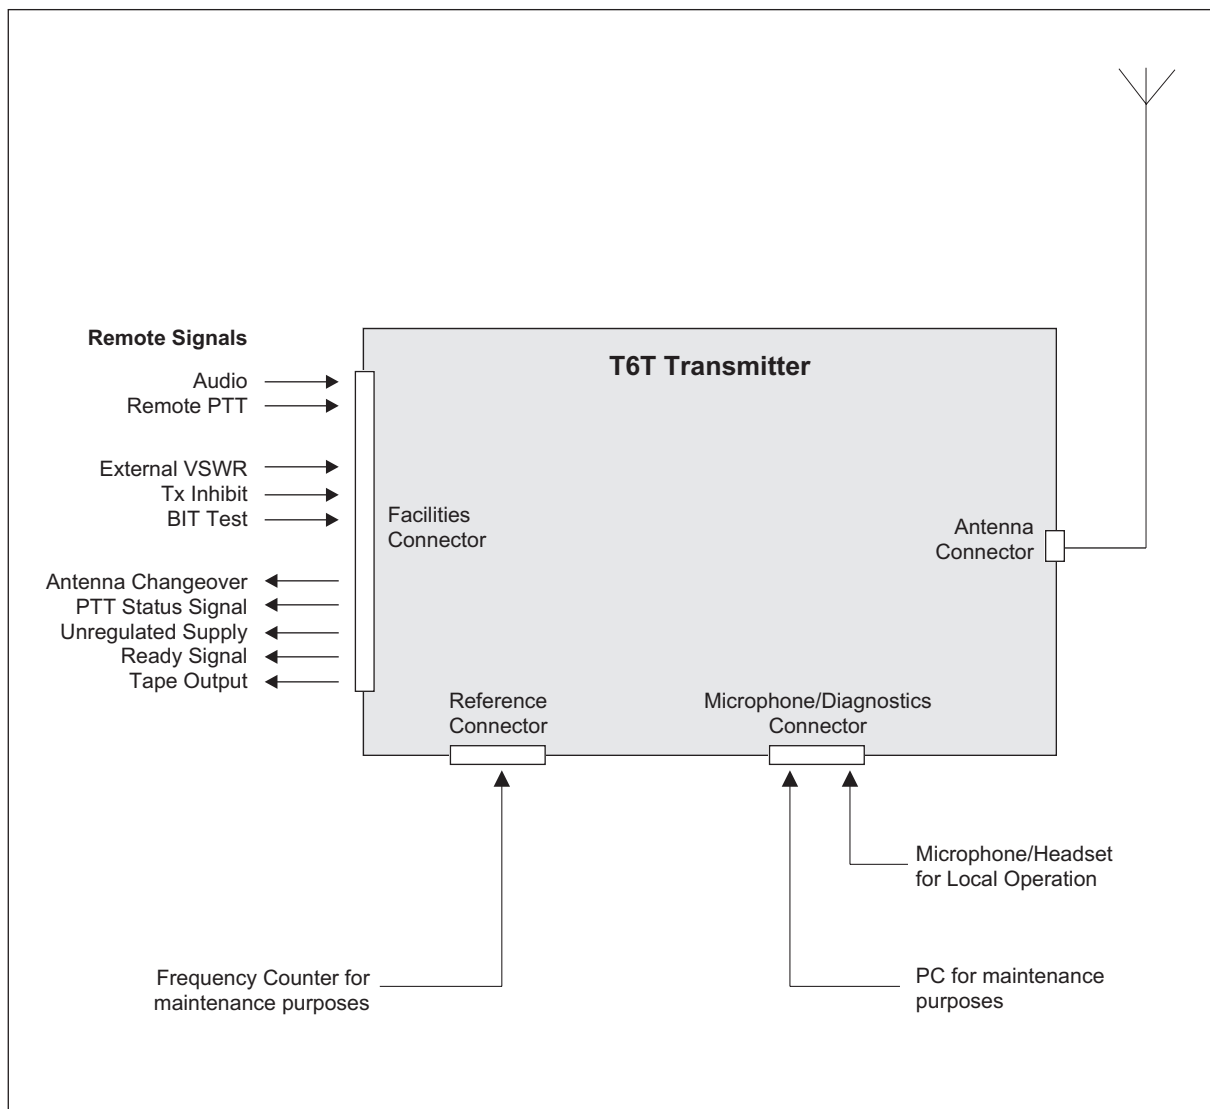 Remote Signals
T6T Transmitter
Audio
Remote PTT
External VSWR
Tx Inhibit
BIT Test
Facilities
Connector
Antenna
Connector
Antenna Changeover
PTT Status Signal
Unregulated Supply
Ready Signal
Tape Output
Reference
Connector
Microphone/Diagnostics
Connector
Microphone/Headset
for Local Operation
Frequency Counter for
maintenance purposes
PC for maintenance
purposes